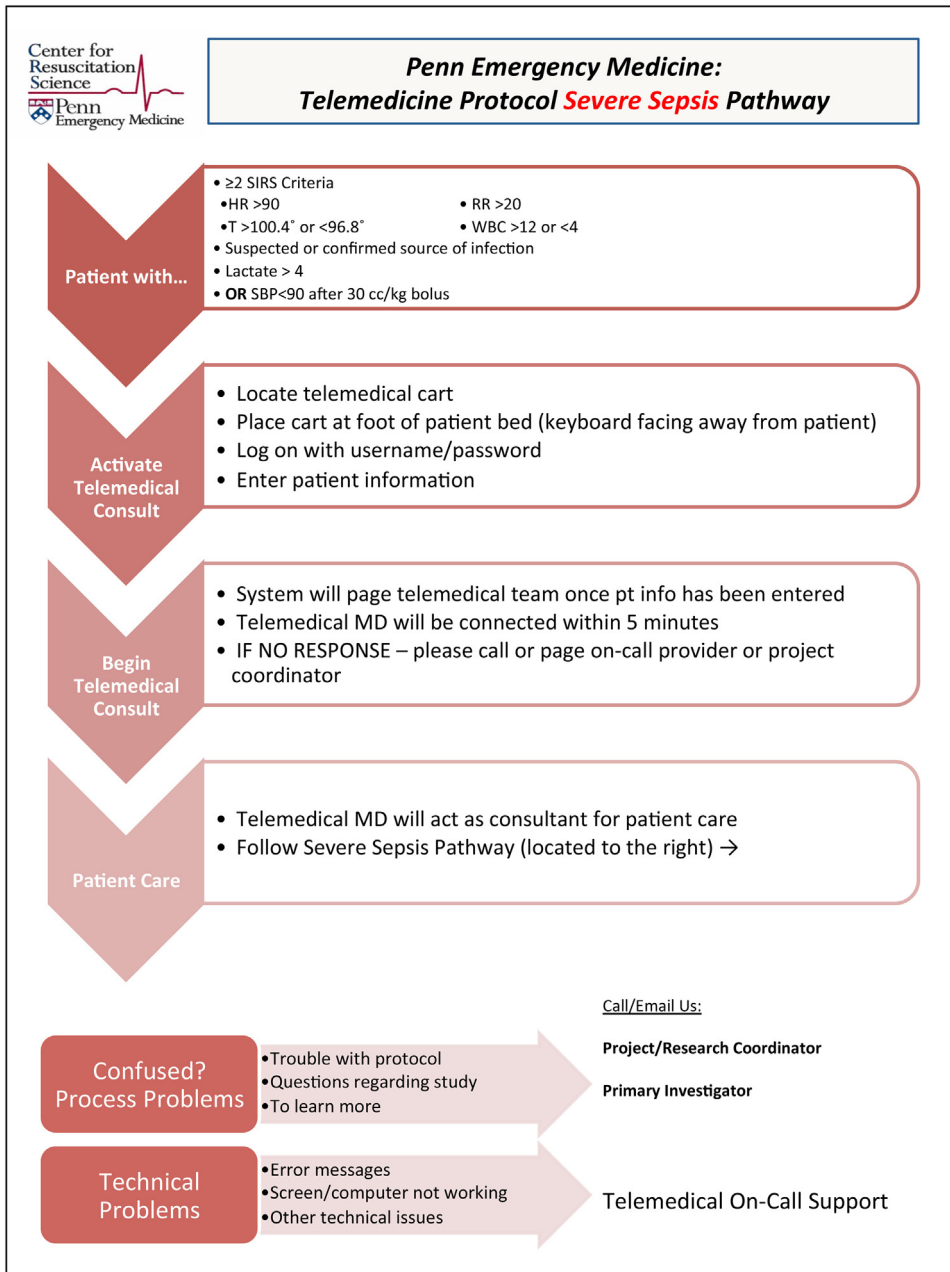 Center for
Resuscitation
Science
Penn
Emergency Medicine
Penn Emergency Medicine:
Telemedicine Protocol Severe Sepsis Pathway
Patient with…
• ≥2 SIRS Criteria
•HR >90 • RR >20
•T >100.4˚ or <96.8˚ • WBC >12 or <4
• Suspected or confirmed source of infection
• Lactate > 4
• OR SBP<90 after 30 cc/kg bolus
Activate
Telemedical
Consult
• Locate telemedical cart
• Place cart at foot of patient bed (keyboard facing away from patient)
• Log on with username/password
• Enter patient information
Begin
Telemedical
Consult
• System will page telemedical team once pt info has been entered
• Telemedical MD will be connected within 5 minutes
• IF NO RESPONSE – please call or page on-call provider or project
coordinator
Patient Care
• Telemedical MD will act as consultant for patient care
• Follow Severe Sepsis Pathway (located to the right) →
Confused?
Process Problems
•Trouble with protocol
•Questions regarding study
•To learn more
Call/Email Us:
Project/Research Coordinator
Primary Investigator
Technical
Problems
•Error messages
•Screen/computer not working
•Other technical issues
Telemedical On-Call Support